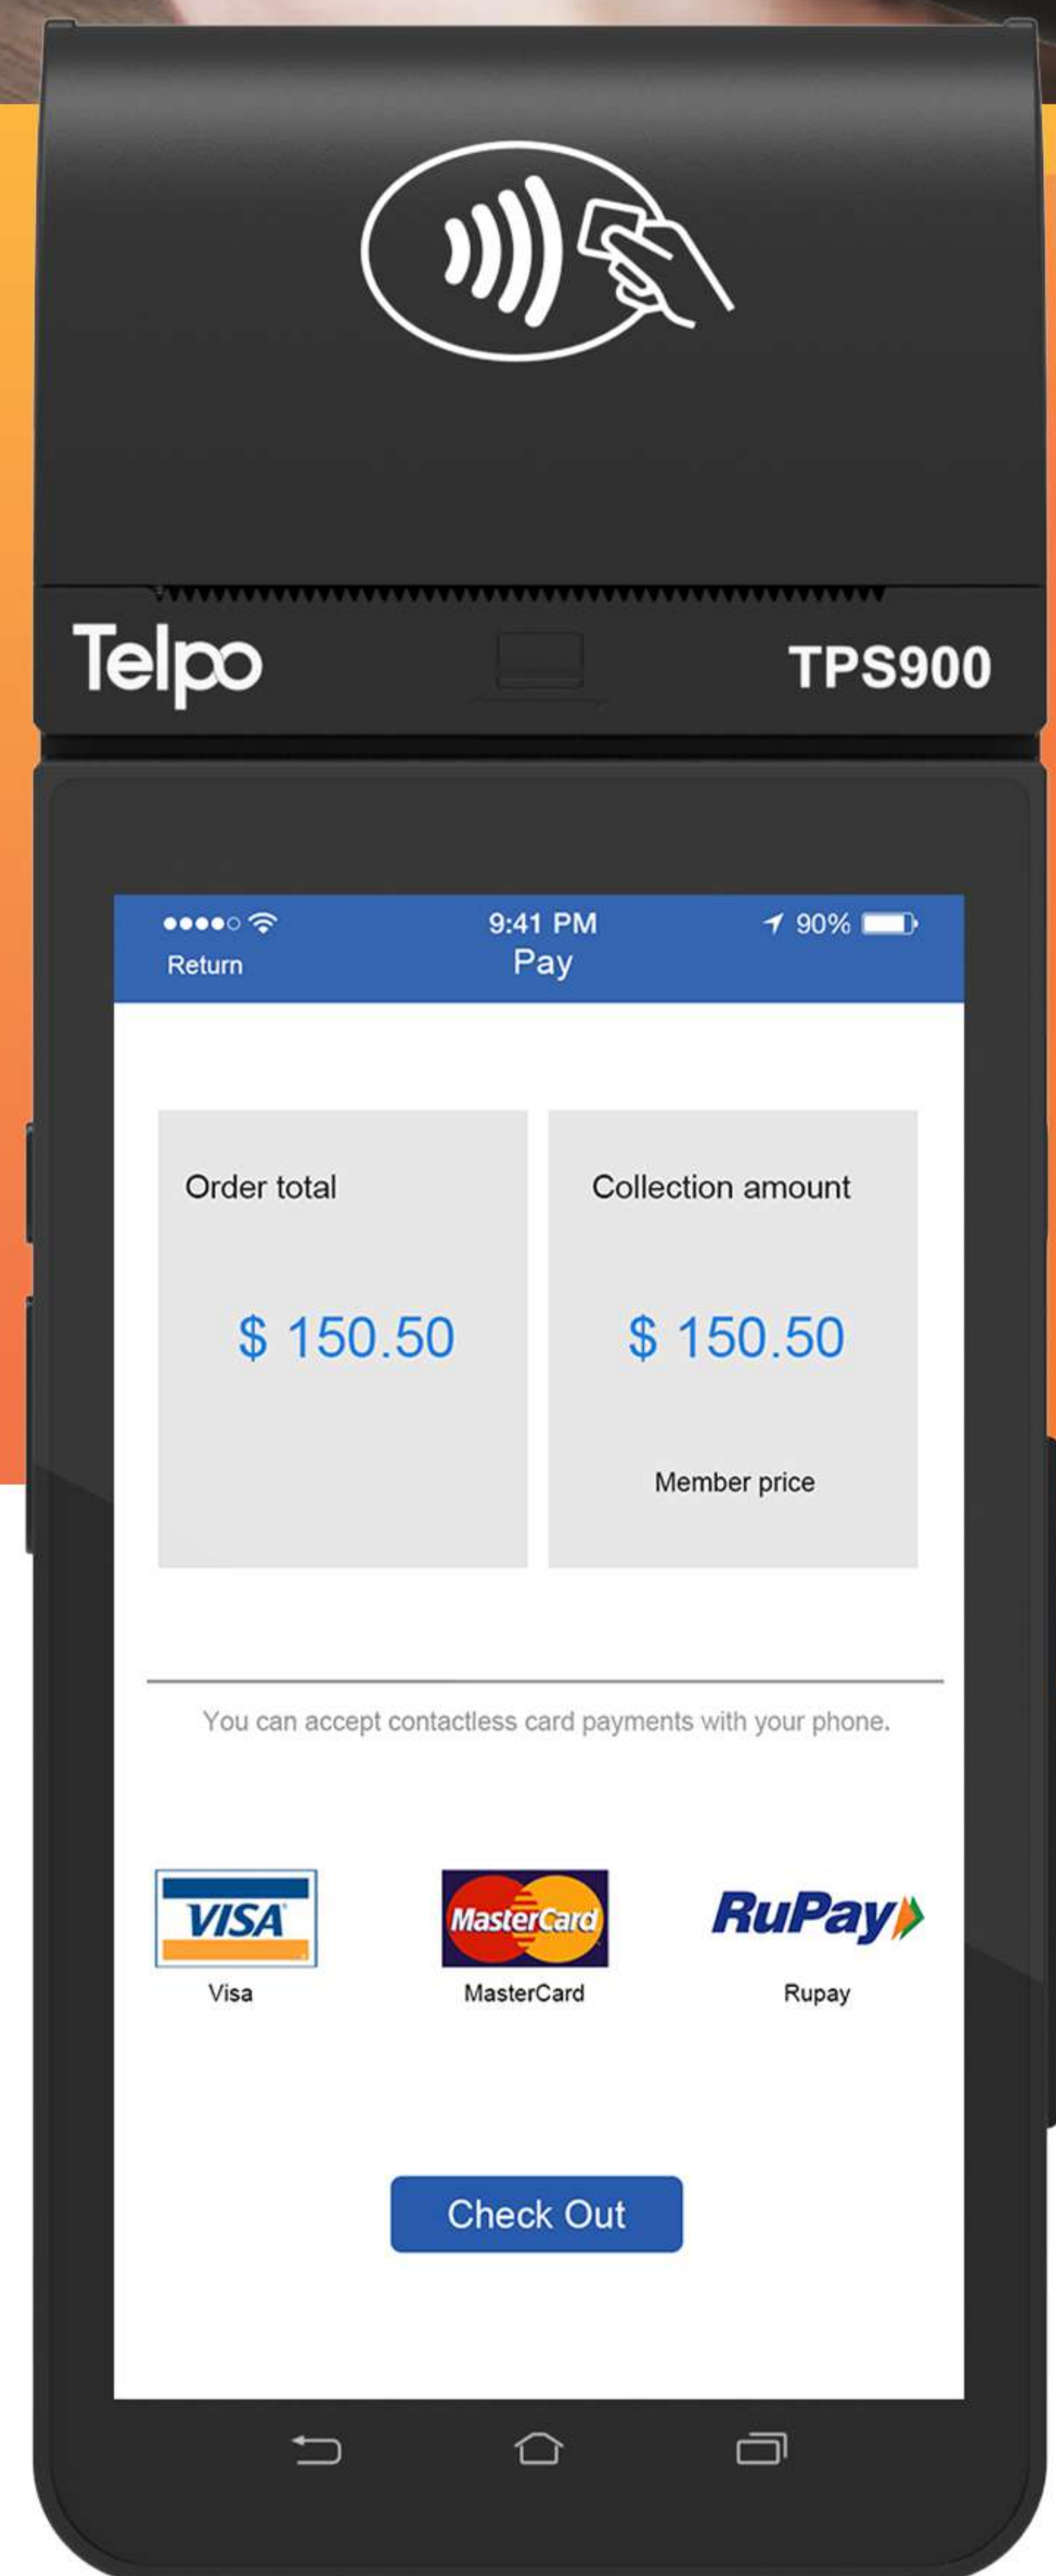 Telpo
TPS900
9:41 PM
90%
Return
Pay
Order total
Collection amount
$ 150.50
$ 150.50
Member price
You can accept contactless card payments with your phone.
VISA
MasterCard
RuPay
Visa
MasterCard
Rupay
Check Out